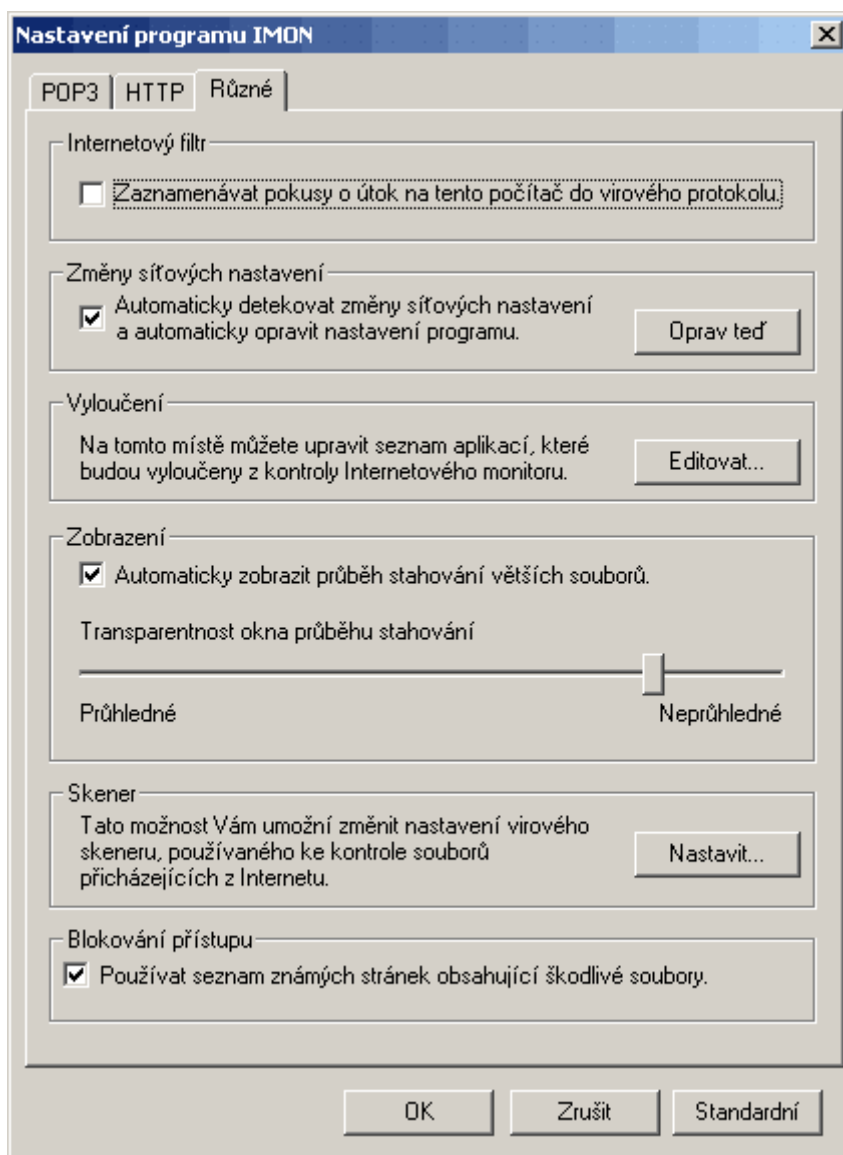 Nastavení programu IMON
POP3 HTTP Různé
Internetový filtr
Zaznamenávat pokusy o útok na tento počítač do virového protokolu.
Změny síťových nastavení
Automaticky detekovat změny síťových nastavení
a automaticky opravit nastavení programu.
Oprav teď
Vyloučení
Na tomto místě můžete upravit seznam aplikací, které
budou vyloučeny z kontroly Internetového monitoru.
Editovat...
Zobrazení
Automaticky zobrazit průběh stahování větších souborů.
Transparentnost okna průběhu stahování
Průhledné Neprůhledné
Skener
Tato možnost Vám umožní změnit nastavení virového
skeneru, používaného ke kontrole souborů
přicházejících z Internetu.
Nastavit...
Blokování přístupu
Používat seznam známých stránek obsahující škodlivé soubory.
OK Zrušit Standardní